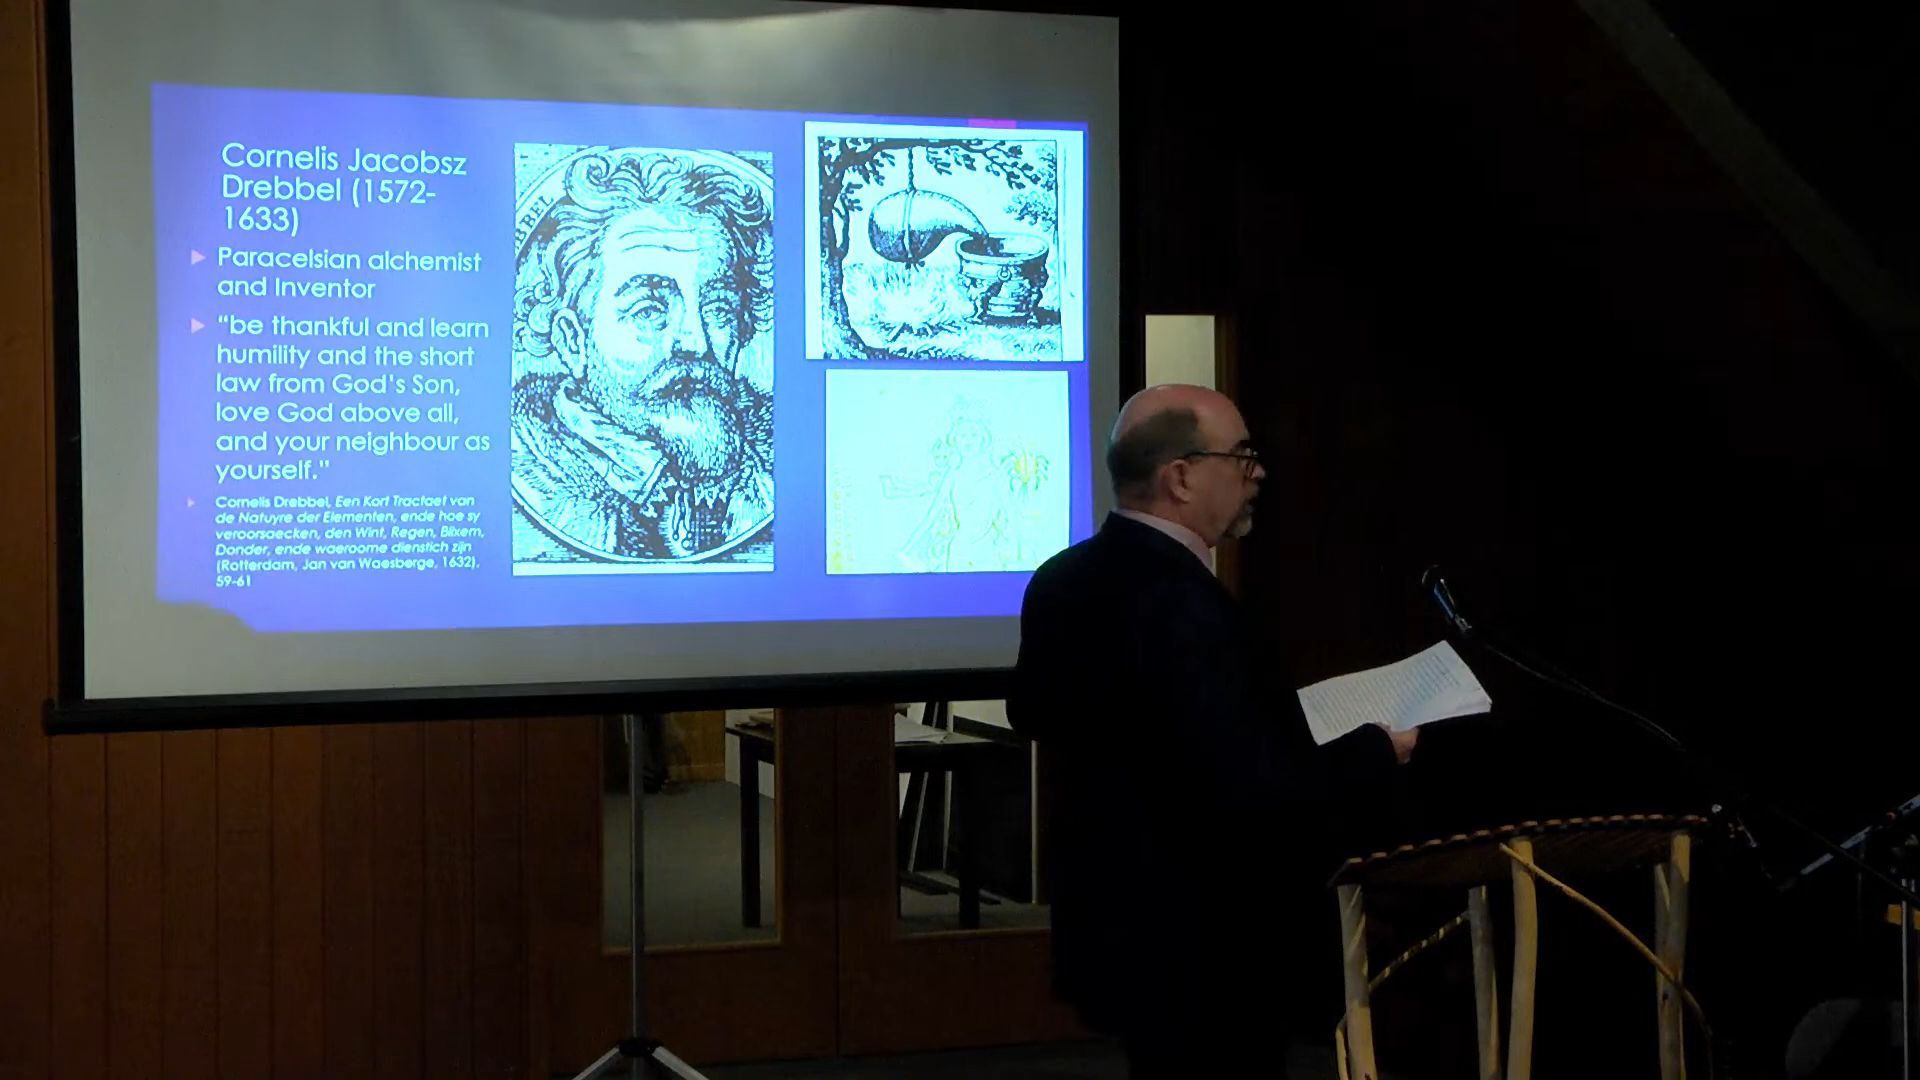 Cornelis Jacobsz
Drebbel (1572-
1633)
Paracelsian alchemist
and Inventor
“be thankful and learn
humility and the short
law from God's Son,
love God above all,
and your neighbour as
yourself.”
Cornelis Drebbel, Een Kort Tractaet van
de Natuyre der Elementen, ende hoe sy
veroorsaecken, den Wint, Regen, Blixem,
Donder, ende waeroome dienstich zijn
(Rotterdam, Jan van Waesberge, 1632),
59-61
BBEL